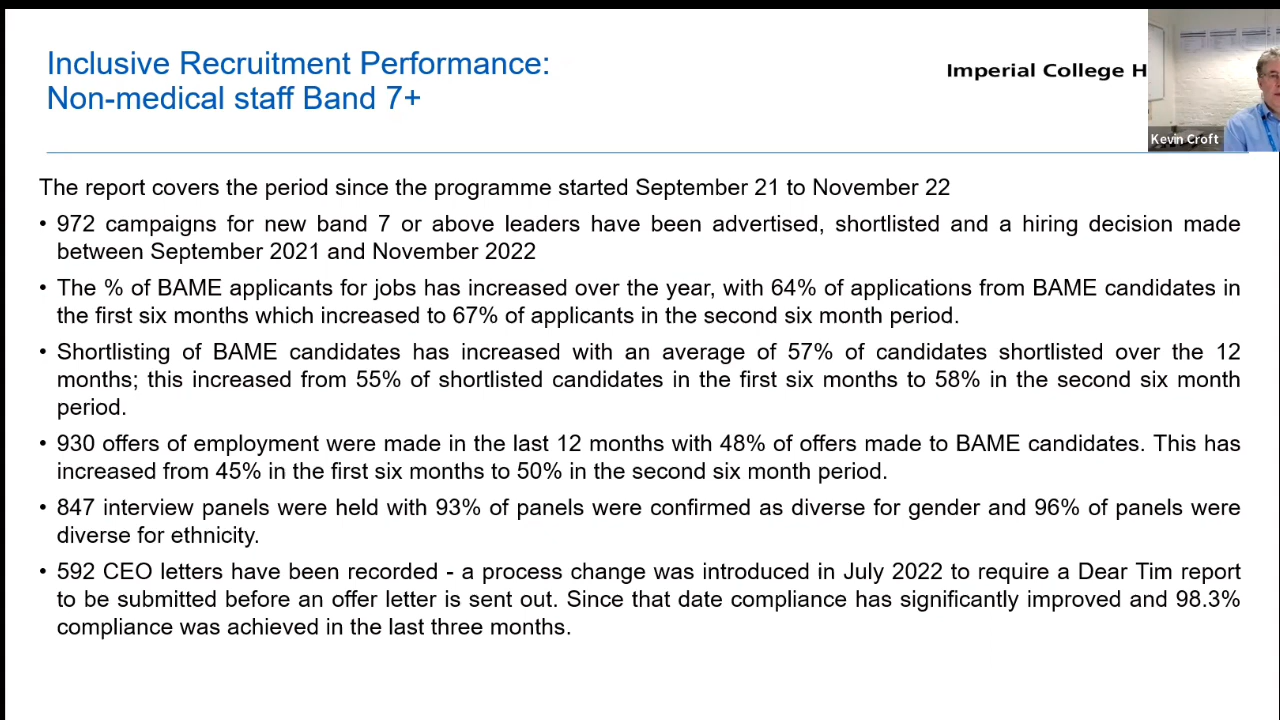 Inclusive Recruitment Performance:
Non-medical staff Band 7+
Imperial College H
Kevin Croft
The report covers the period since the programme started September 21 to November 22
• 972 campaigns for new band 7 or above leaders have been advertised, shortlisted and a hiring decision made
between September 2021 and November 2022
• The % of BAME applicants for jobs has increased over the year, with 64% of applications from BAME candidates in
the first six months which increased to 67% of applicants in the second six month period.
• Shortlisting of BAME candidates has increased with an average of 57% of candidates shortlisted over the 12
months; this increased from 55% of shortlisted candidates in the first six months to 58% in the second six month
period.
• 930 offers of employment were made in the last 12 months with 48% of offers made to BAME candidates. This has
increased from 45% in the first six months to 50% in the second six month period.
• 847 interview panels were held with 93% of panels were confirmed as diverse for gender and 96% of panels were
diverse for ethnicity.
• 592 CEO letters have been recorded - a process change was introduced in July 2022 to require a Dear Tim report
to be submitted before an offer letter is sent out. Since that date compliance has significantly improved and 98.3%
compliance was achieved in the last three months.